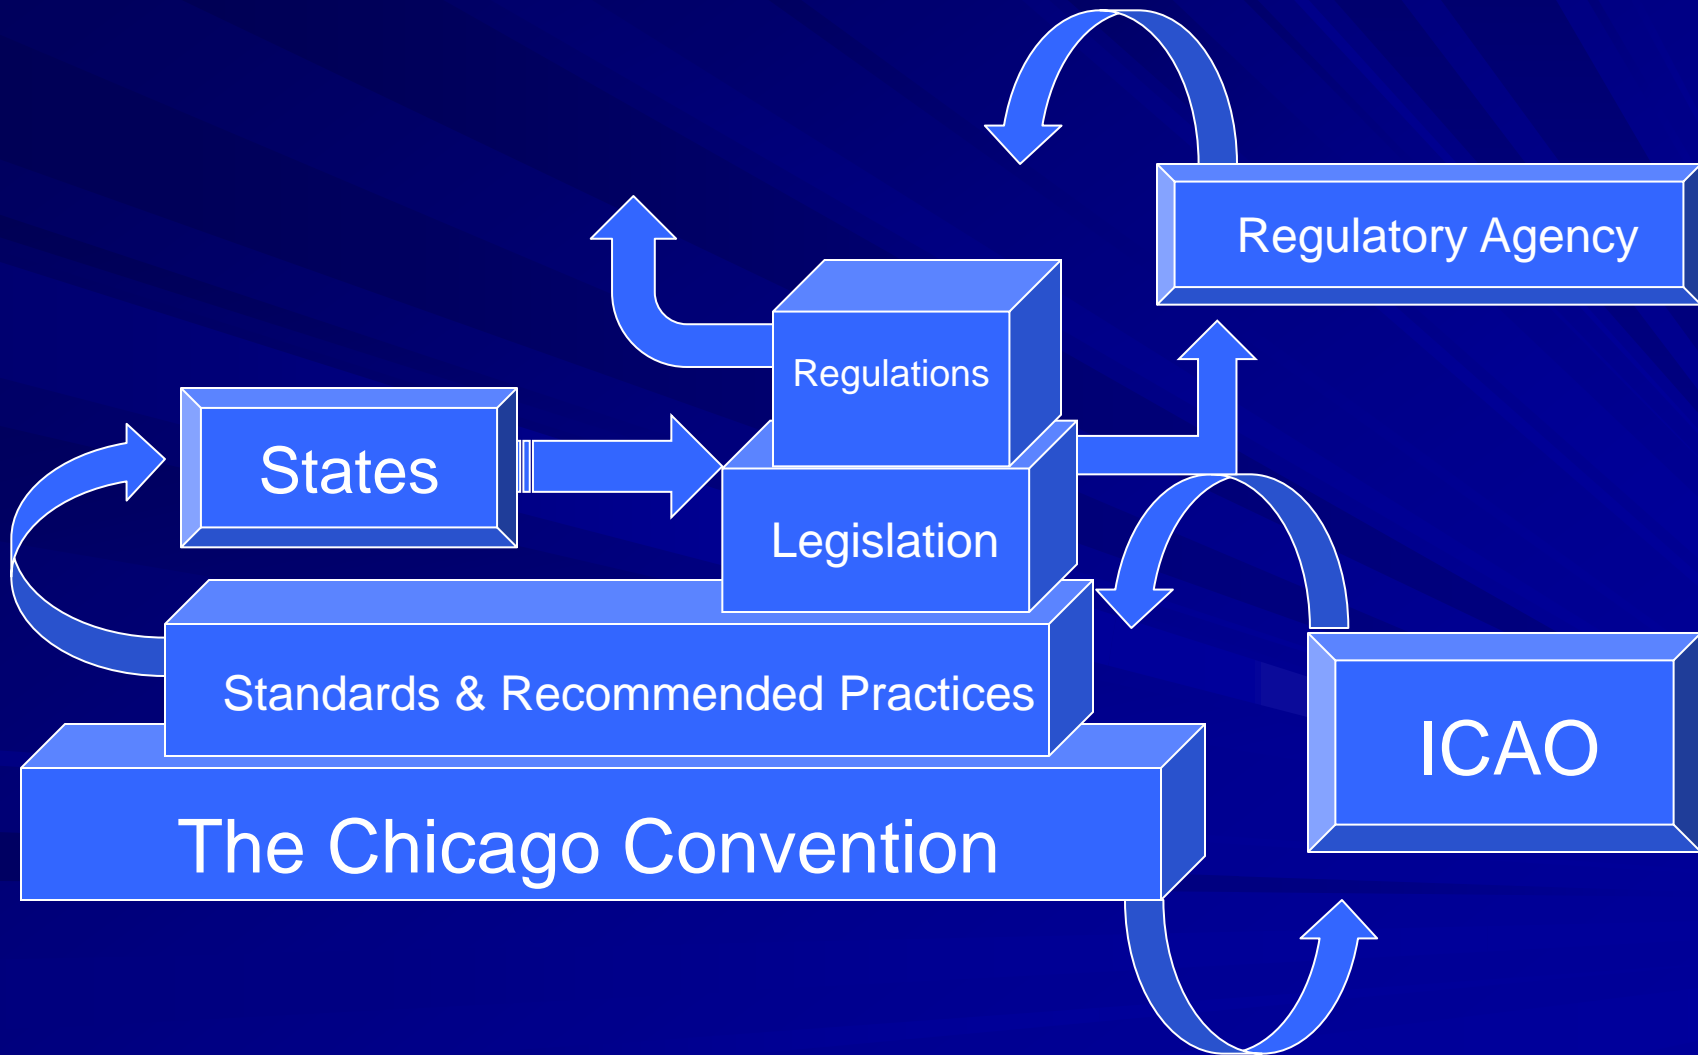 Regulatory Agency
Regulations
States
Legislation
Standards & Recommended Practices
ICAO
The Chicago Convention